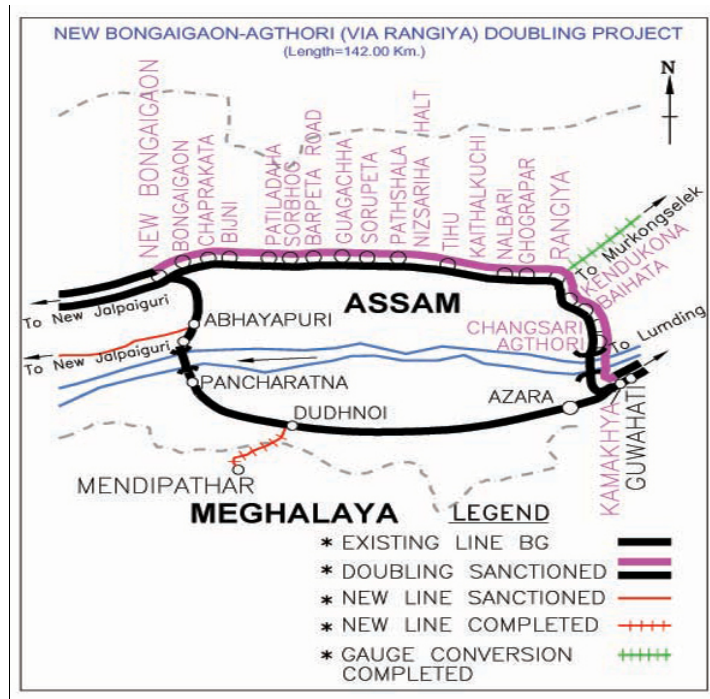 NEW BONGAIGAON-AGTHORI (VIA RANGIYA) DOUBLING PROJECT
(Length=142.00 Km.)
N
NEW BONGAIGAON
BONGAIGAON
CHAPRAKATA
BIJNI
PATILADAHA
SORBHOG
BARPETA ROAD
GUAGACHHA
SORUPETA
PATHSHALA
NIZSARIHA HALT
TIHU
KAITHALKUCHI
NALBARI
GHOGRAPAR
RANGIYA
To Murkongselek
KENDUKONA
BAIHATA
ASSAM
CHANGSARI
AGTHORI
To Lumding
To New Jalpaiguri
ABHAYAPURI
To New Jalpaiguri
PANCHARATNA
AZARA
DUDHNOI
KAMAKHYA
GUWAHATI
MENDIPATHAR
MEGHALAYA
LEGEND
* EXISTING LINE BG
* DOUBLING SANCTIONED
* NEW LINE SANCTIONED
* NEW LINE COMPLETED
* GAUGE CONVERSION
COMPLETED